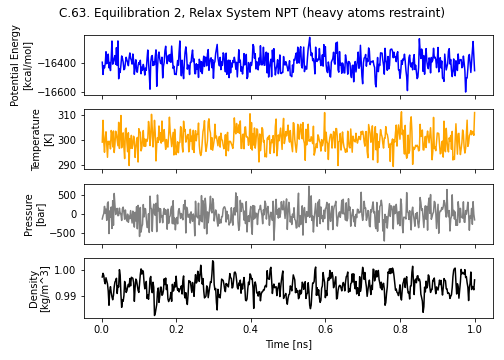 C.63. Equilibration 2, Relax System NPT (heavy atoms restraint)
Potential Energy
[kcal/mol]
−16400
−16600
Temperature
[K]
310
300
290
Pressure
[bar]
500
0
−500
Density
[kg/m^3]
1.00
0.99
0.0 0.2 0.4 0.6 0.8 1.0
Time [ns]